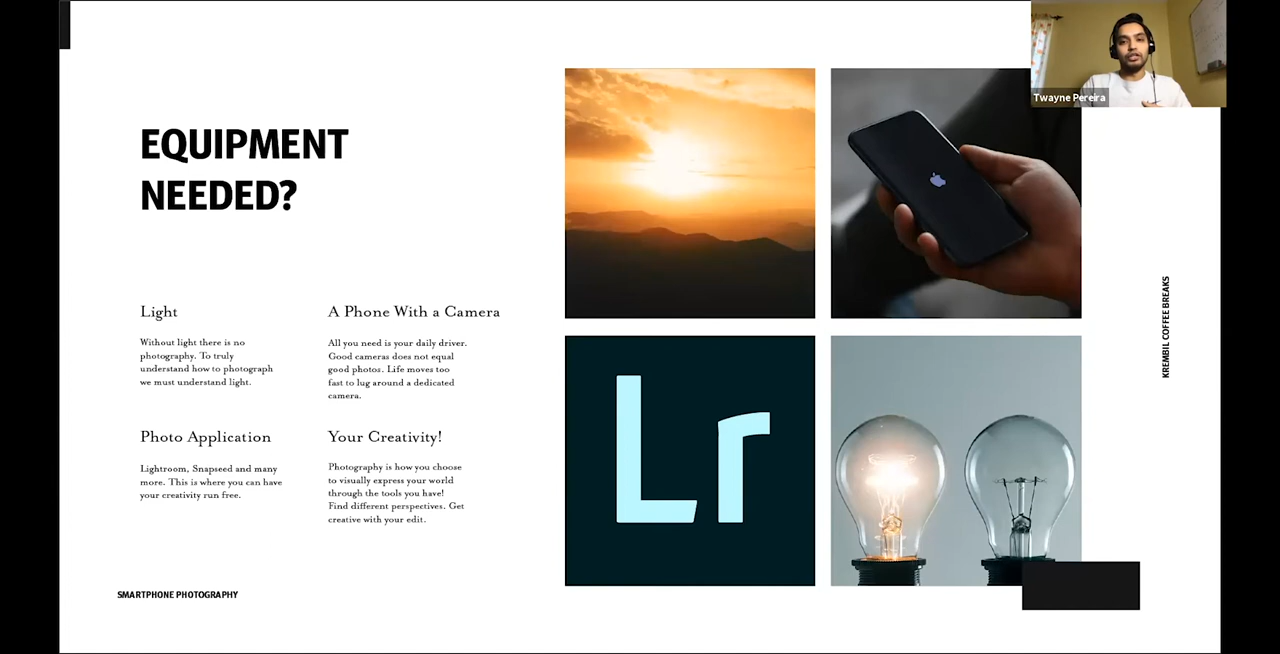 EQUIPMENT
NEEDED?
Light
Without light there is no
photography. To truly
understand how to photograph
we must understand light.
A Phone With a Camera
All you need is your daily driver.
Good cameras does not equal
good photos. Life moves too
fast to lug around a dedicated
camera.
Photo Application
Lightroom, Snapseed and many
more. This is where you can have
your creativity run free.
Your Creativity!
Photography is how you choose
to visually express your world
through the tools you have!
Find different perspectives. Get
creative with your edit.
SMARTPHONE PHOTOGRAPHY
Lr
Twayne Pereira
KREMBIL COFFEE BREAKS